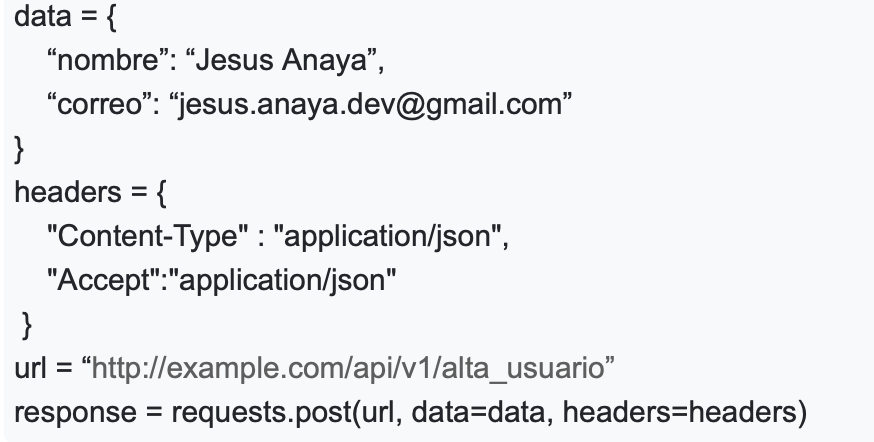 data = {
“nombre”: “Jesus Anaya”,
“correo”: “jesus.anaya.dev@gmail.com”
}
headers = {
"Content-Type" : "application/json",
"Accept":"application/json"
}
url = “http://example.com/api/v1/alta_usuario”
response = requests.post(url, data=data, headers=headers)